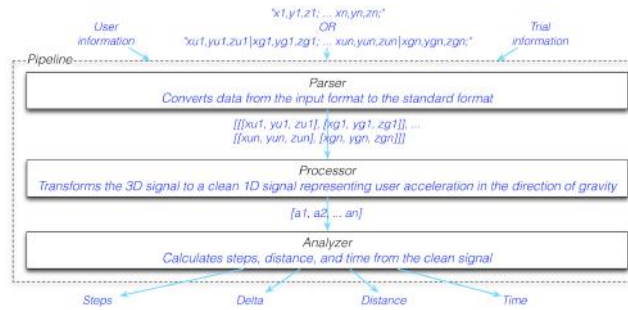 "x1,y1,z1; ... xn,yn,zn;"
User information
OR
Trial information
"xu1,yu1,zu1|xg1,yg1,zg1; ... xun,yun,zun|xgn,ygn,zgn;"
Pipeline
Parser
Converts data from the input format to the standard format
[[[xu1, yu1, zu1], [xg1, yg1, zg1]], ...
[[xun, yun, zun], [xgn, ygn, zgn]]]
Processor
Transforms the 3D signal to a clean 1D signal representing user acceleration in the direction of gravity
[a1, a2, ... an]
Analyzer
Calculates steps, distance, and time from the clean signal
Steps
Delta
Distance
Time